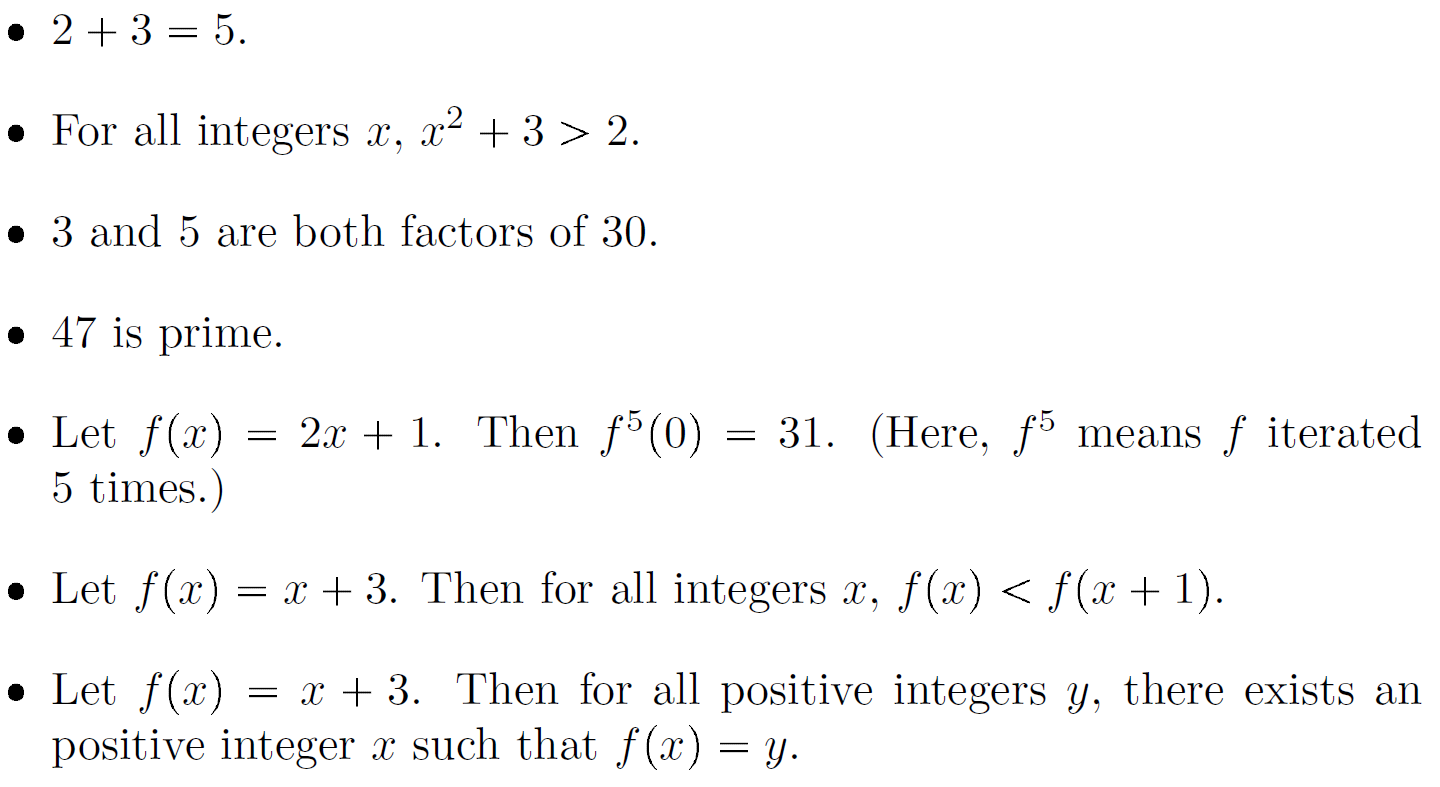 • 2 + 3 = 5.
• For all integers x, x² + 3 > 2.
• 3 and 5 are both factors of 30.
• 47 is prime.
• Let f(x) = 2x + 1. Then f⁵(0) = 31. (Here, f⁵ means f iterated
5 times.)
• Let f(x) = x + 3. Then for all integers x, f(x) < f(x + 1).
• Let f(x) = x + 3. Then for all positive integers y, there exists an
positive integer x such that f(x) = y.